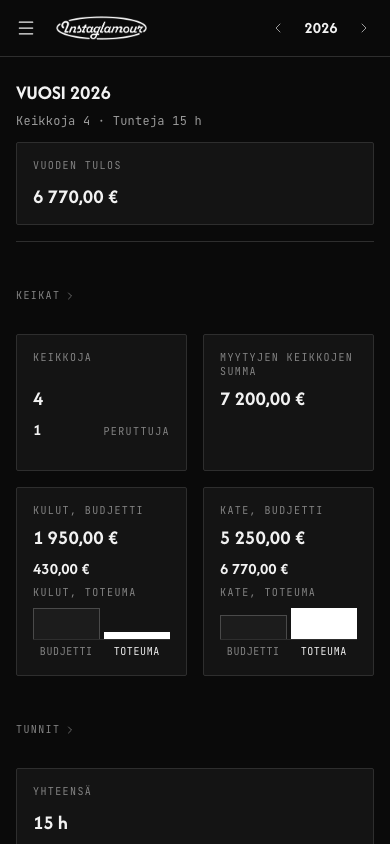 Instaglamour
2026
VUOSI 2026
Keikkoja 4 · Tunteja 15 h
VUODEN TULOS
6 770,00 €
KEIKAT
KEIKKOJA
4
1 PERUTTUJA
MYYTYJEN KEIKKOJEN
SUMMA
7 200,00 €
KULUT, BUDJETTI
1 950,00 €
430,00 €
KULUT, TOTEUMA
BUDJETTI TOTEUMA
KATE, BUDJETTI
5 250,00 €
6 770,00 €
KATE, TOTEUMA
BUDJETTI TOTEUMA
TUNNIT
YHTEENSÄ
15 h